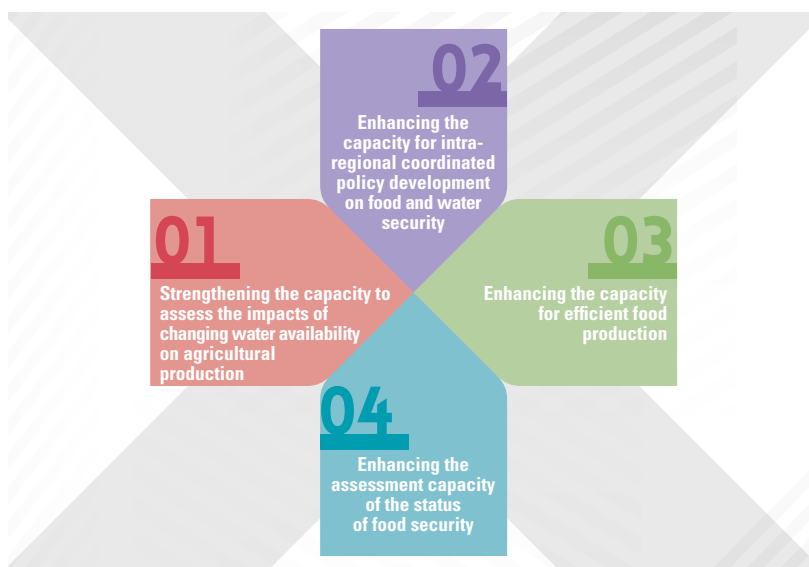 01
Strengthening the capacity to
assess the impacts of
changing water availability
on agricultural
production
02
Enhancing the
capacity for intra-
regional coordinated
policy development
on food and water
security
03
Enhancing the capacity
for efficient food
production
04
Enhancing the
assessment capacity
of the status
of food security